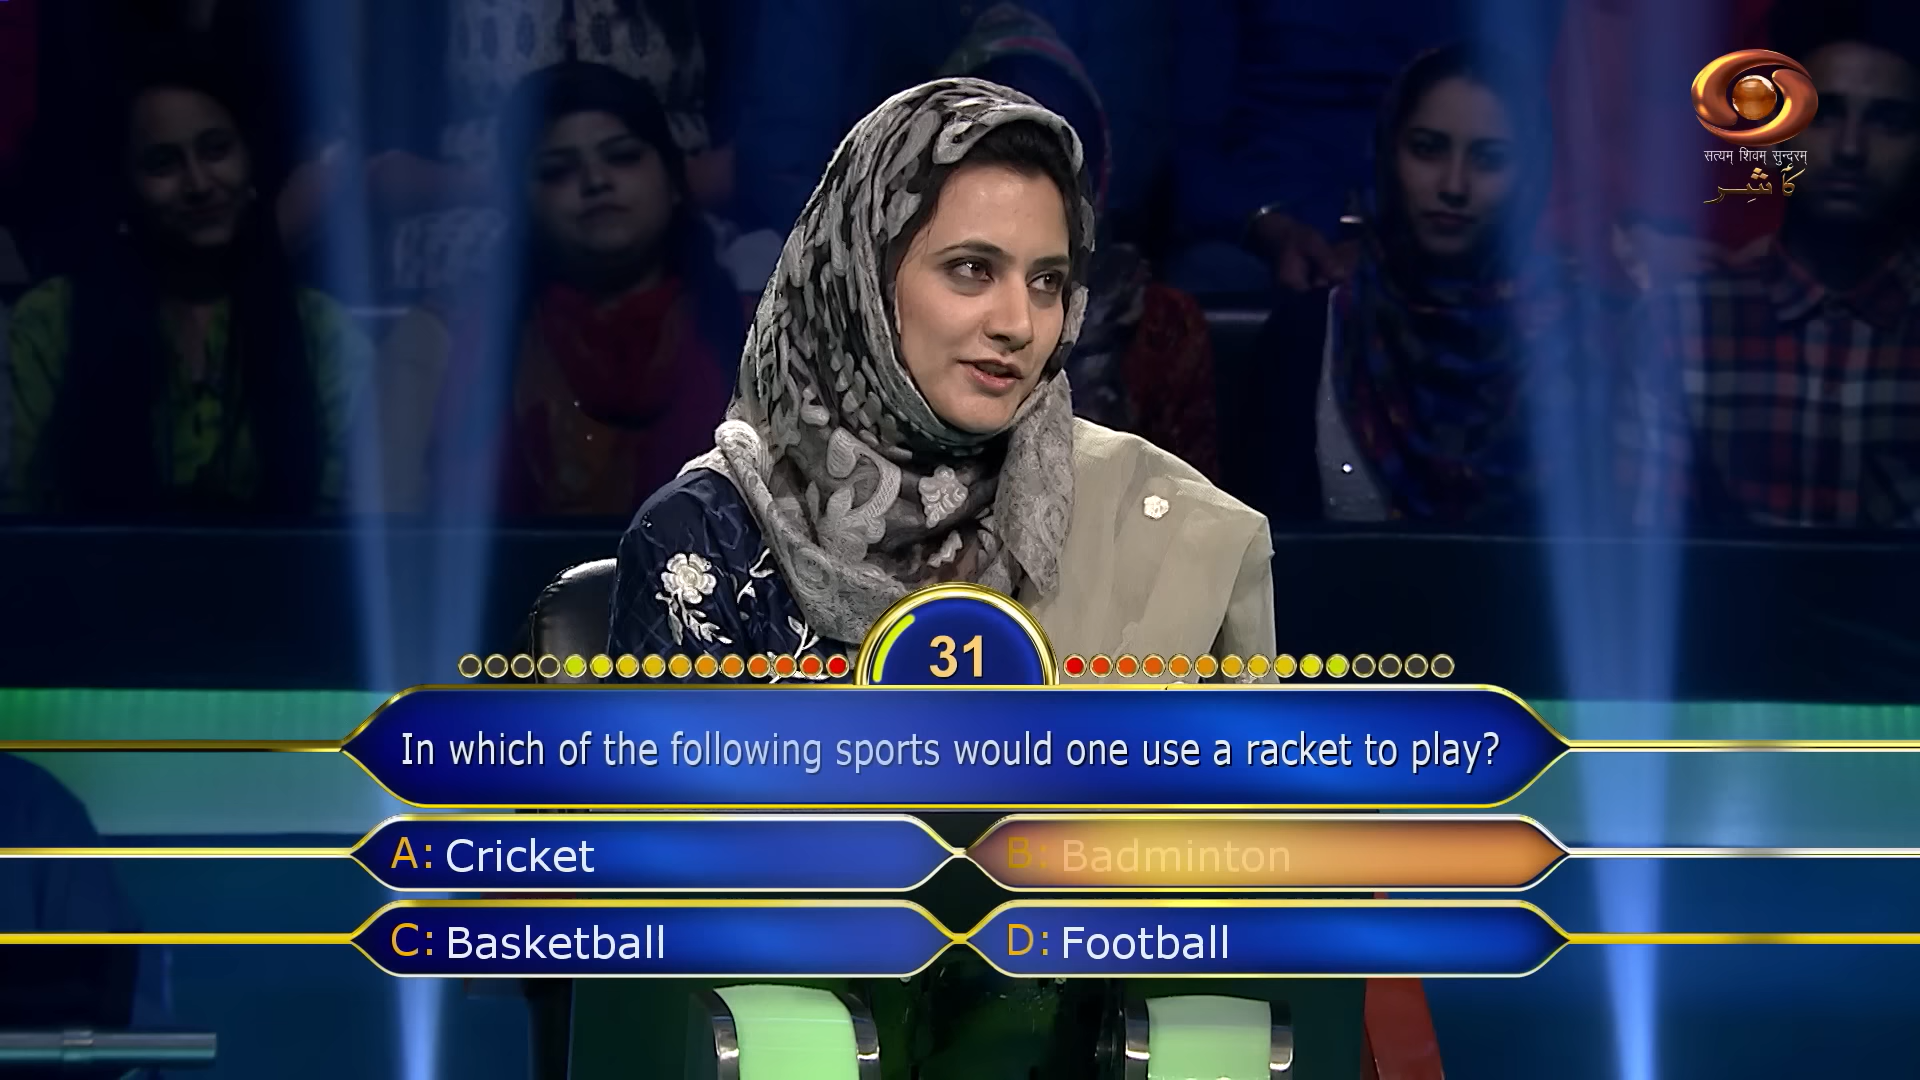 सत्यम् शिवम् सुन्दरम्
کأشِر
31
In which of the following sports would one use a racket to play?
A: Cricket
B: Badminton
C: Basketball
D: Football